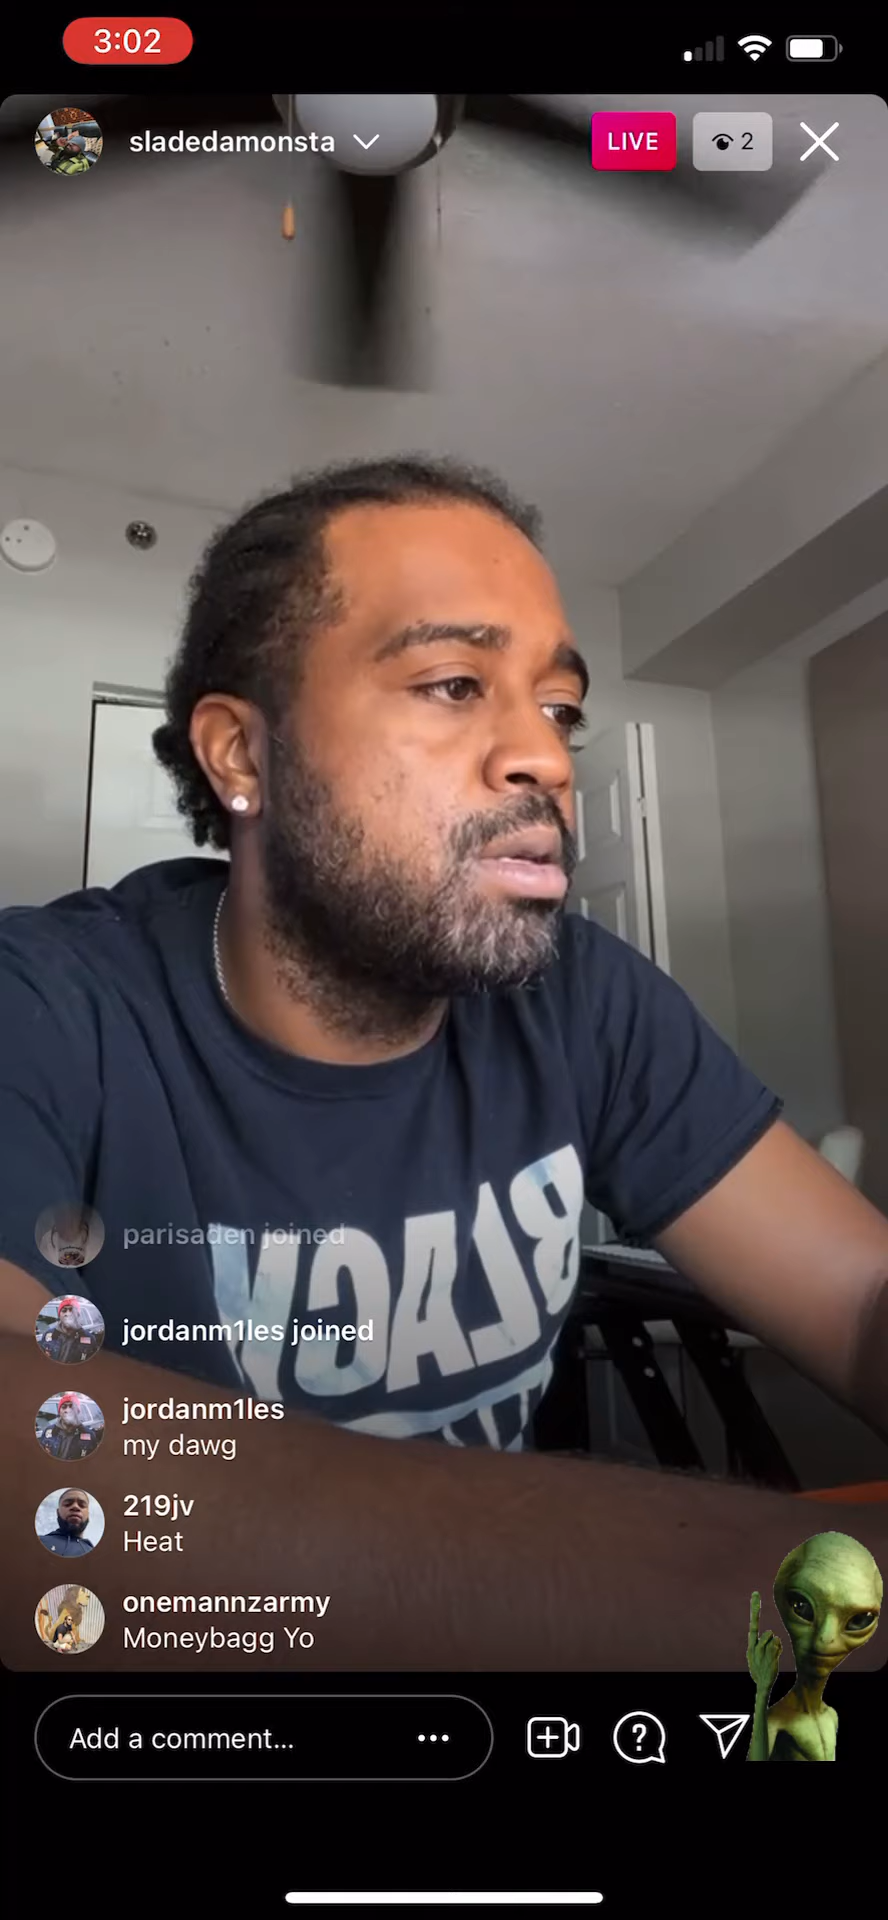 3:02
sladedamonsta
LIVE
2
parisaden joined
jordanm1les joined
jordanm1les
my dawg
219jv
Heat
onemannzarmy
Moneybagg Yo
BLACK
Add a comment...